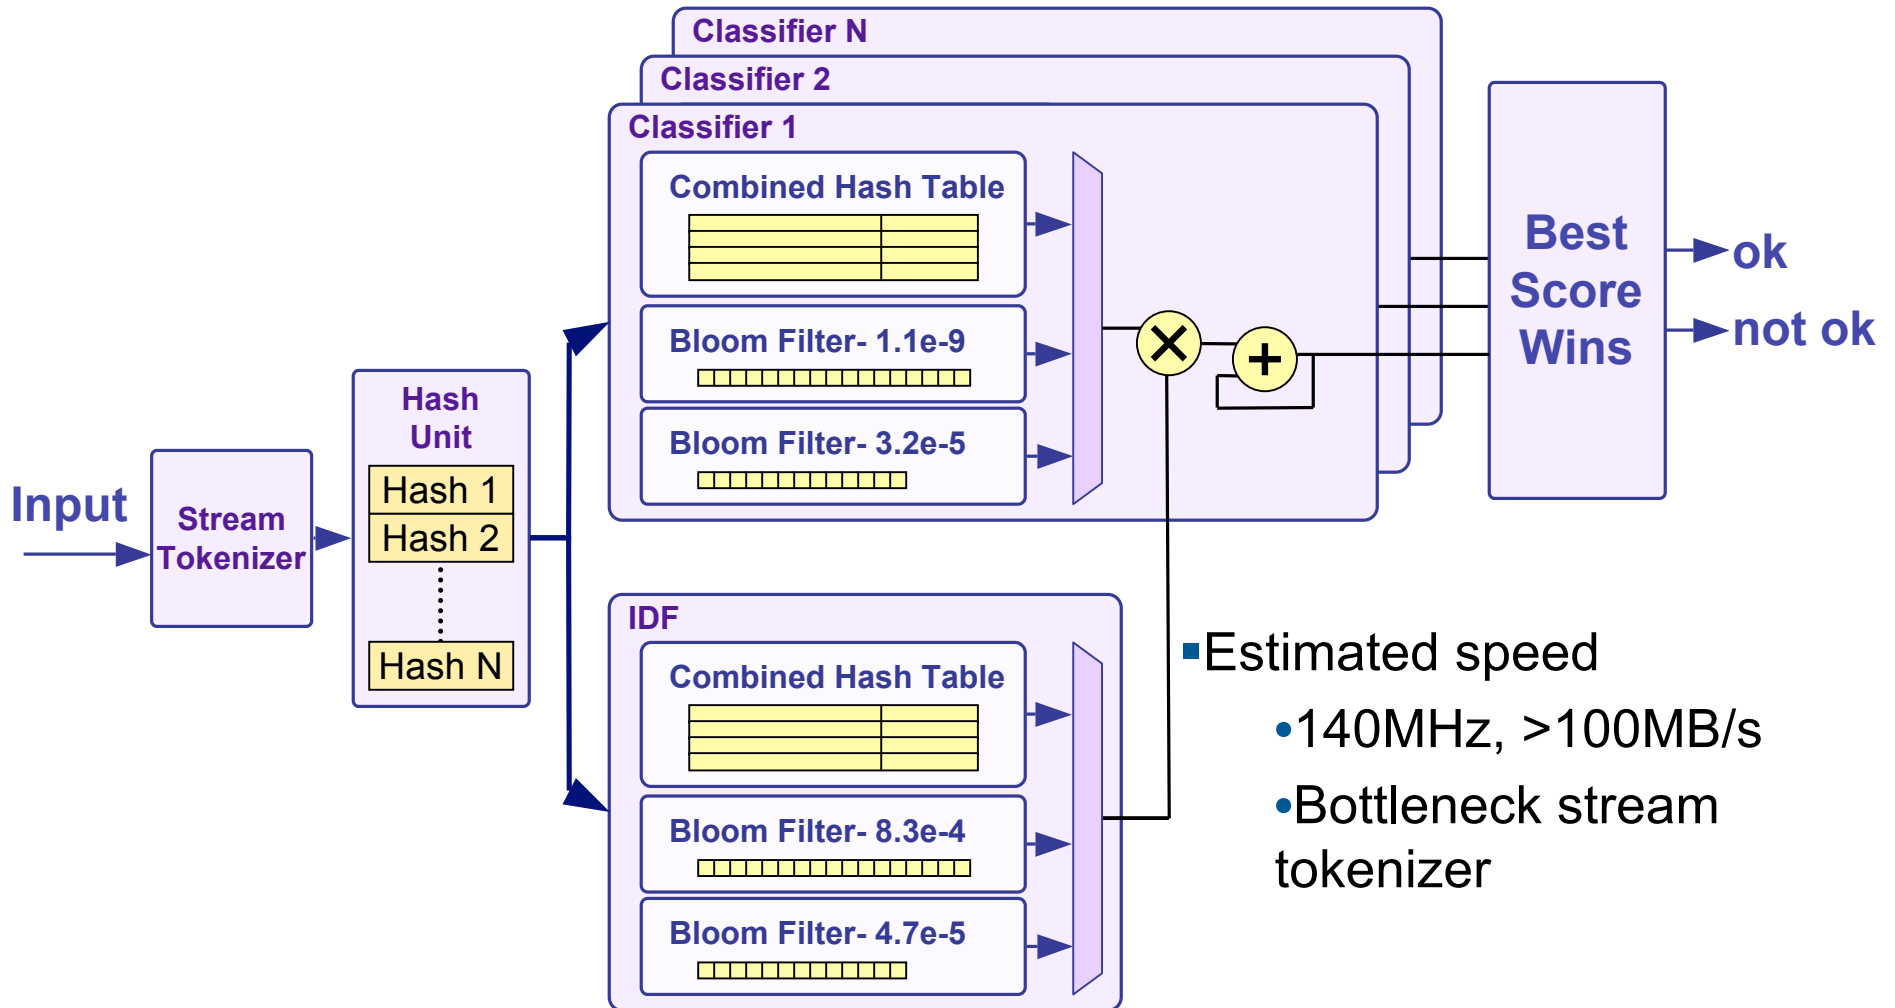 Classifier N
Classifier 2
Classifier 1
Combined Hash Table
Bloom Filter- 1.1e-9
Bloom Filter- 3.2e-5
Input
Stream
Tokenizer
Hash
Unit
Hash 1
Hash 2
Hash N
IDF
Combined Hash Table
Bloom Filter- 8.3e-4
Bloom Filter- 4.7e-5
×
+
Best
Score
Wins
ok
not ok
▪Estimated speed
•140MHz, >100MB/s
•Bottleneck stream
tokenizer